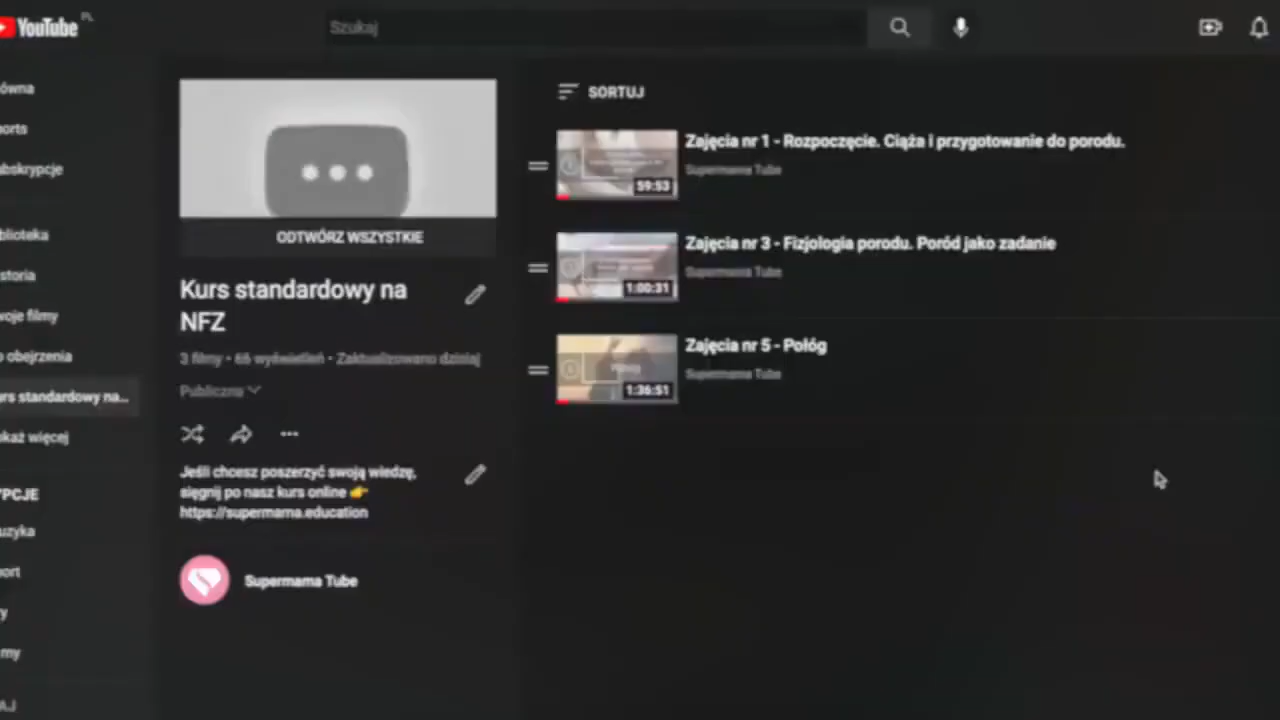 YouTube PL
Szukaj
ówna
orts
ubskrypcje
blioteka
storia
woje filmy
o obejrzenia
urs standardowy na...
okaż więcej
YPCJE
uzyka
ort
y
my
AJ
ODTWÓRZ WSZYSTKIE
Kurs standardowy na
NFZ
3 filmy • 66 wyświetleń • Zaktualizowano dzisiaj
Publiczna
Jeśli chcesz poszerzyć swoją wiedzę,
sięgnij po nasz kurs online 👉
https://supermama.education
Supermama Tube
SORTUJ
Zajęcia nr 1 - Rozpoczęcie. Ciąża i przygotowanie do porodu.
Supermama Tube
59:53
Zajęcia nr 3 - Fizjologia porodu. Poród jako zadanie
Supermama Tube
1:00:31
Zajęcia nr 5 - Połóg
Supermama Tube
1:36:51